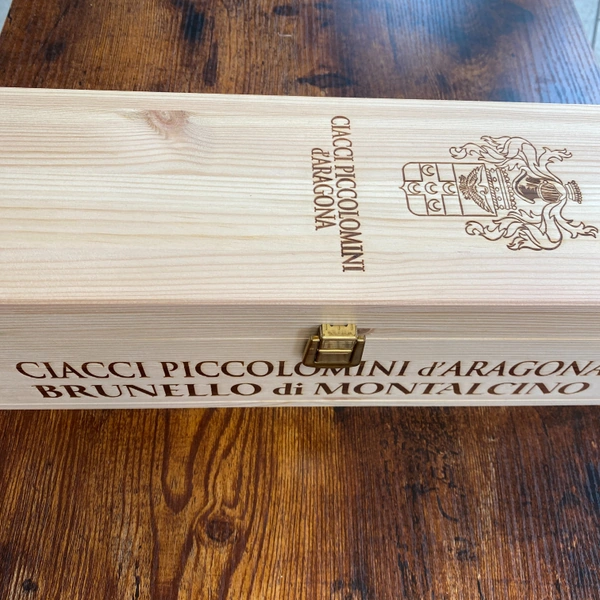 CIACCI PICCOLOMINI
d'ARAGONA
CIACCI PICCOLOMINI d'ARAGONA
BRUNELLO di MONTALCINO